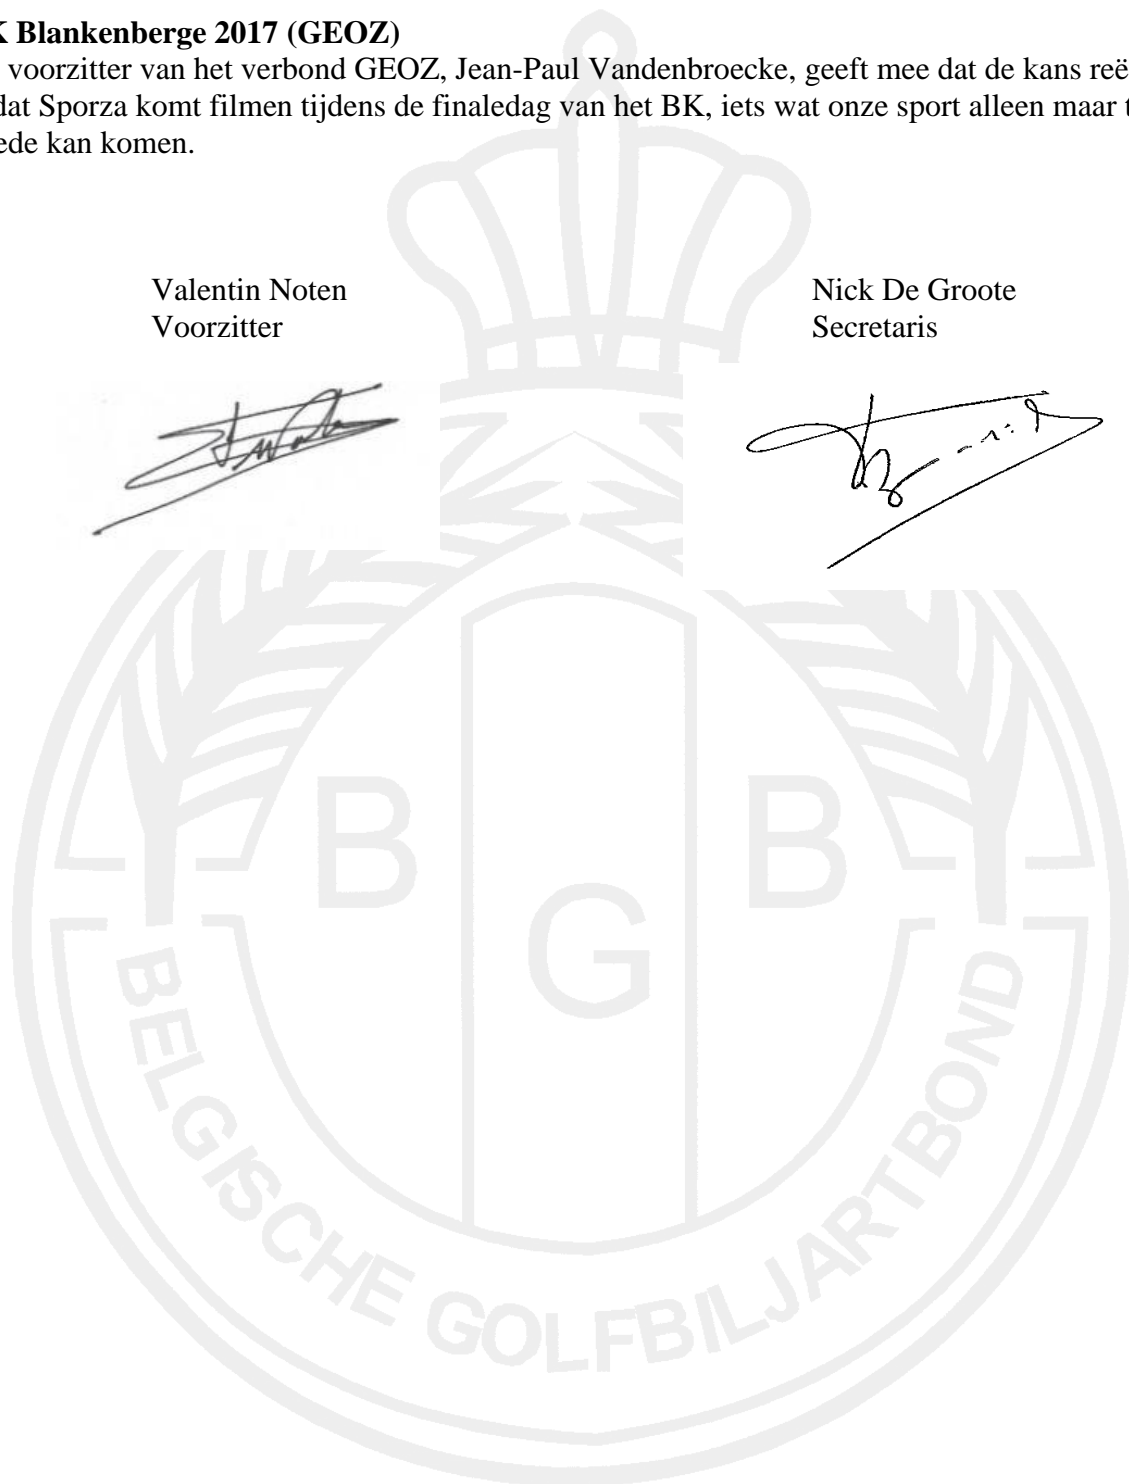 K Blankenberge 2017 (GEOZ)
voorzitter van het verbond GEOZ, Jean-Paul Vandenbroecke, geeft mee dat de kans reë
dat Sporza komt filmen tijdens de finaledag van het BK, iets wat onze sport alleen maar t
ede kan komen.
Valentin Noten
Voorzitter
Nick De Groote
Secretaris
B
B
G
BELGISCHE GOLFBILJARTBOND